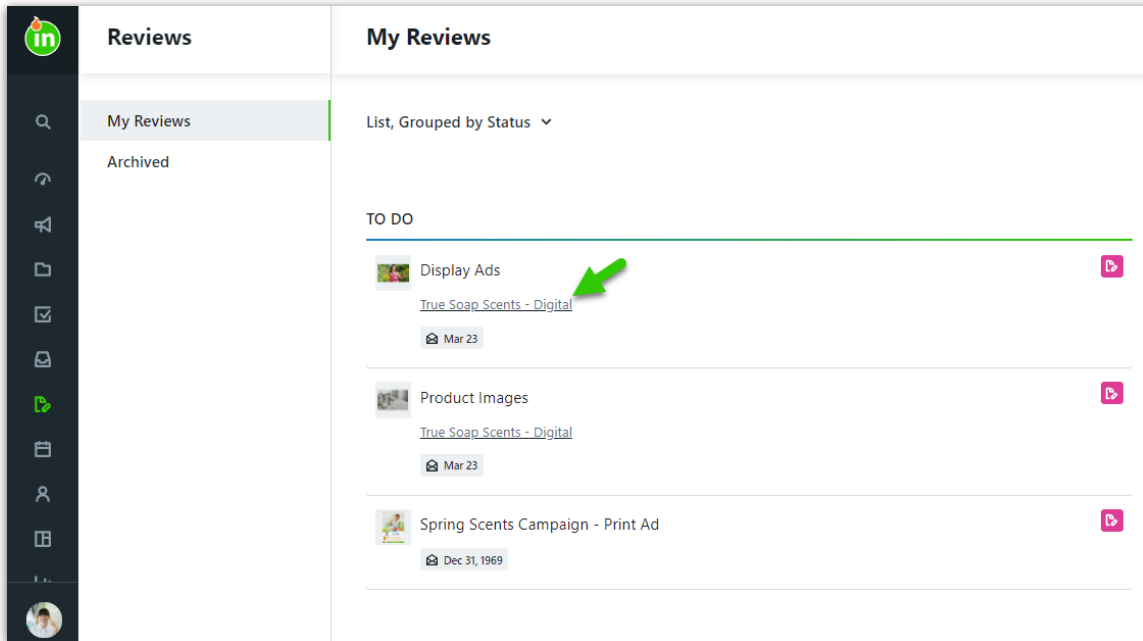 in
Reviews
My Reviews
My Reviews
Archived
List, Grouped by Status
TO DO
Display Ads
True Soap Scents - Digital
Mar 23
Product Images
True Soap Scents - Digital
Mar 23
Spring Scents Campaign - Print Ad
Dec 31, 1969